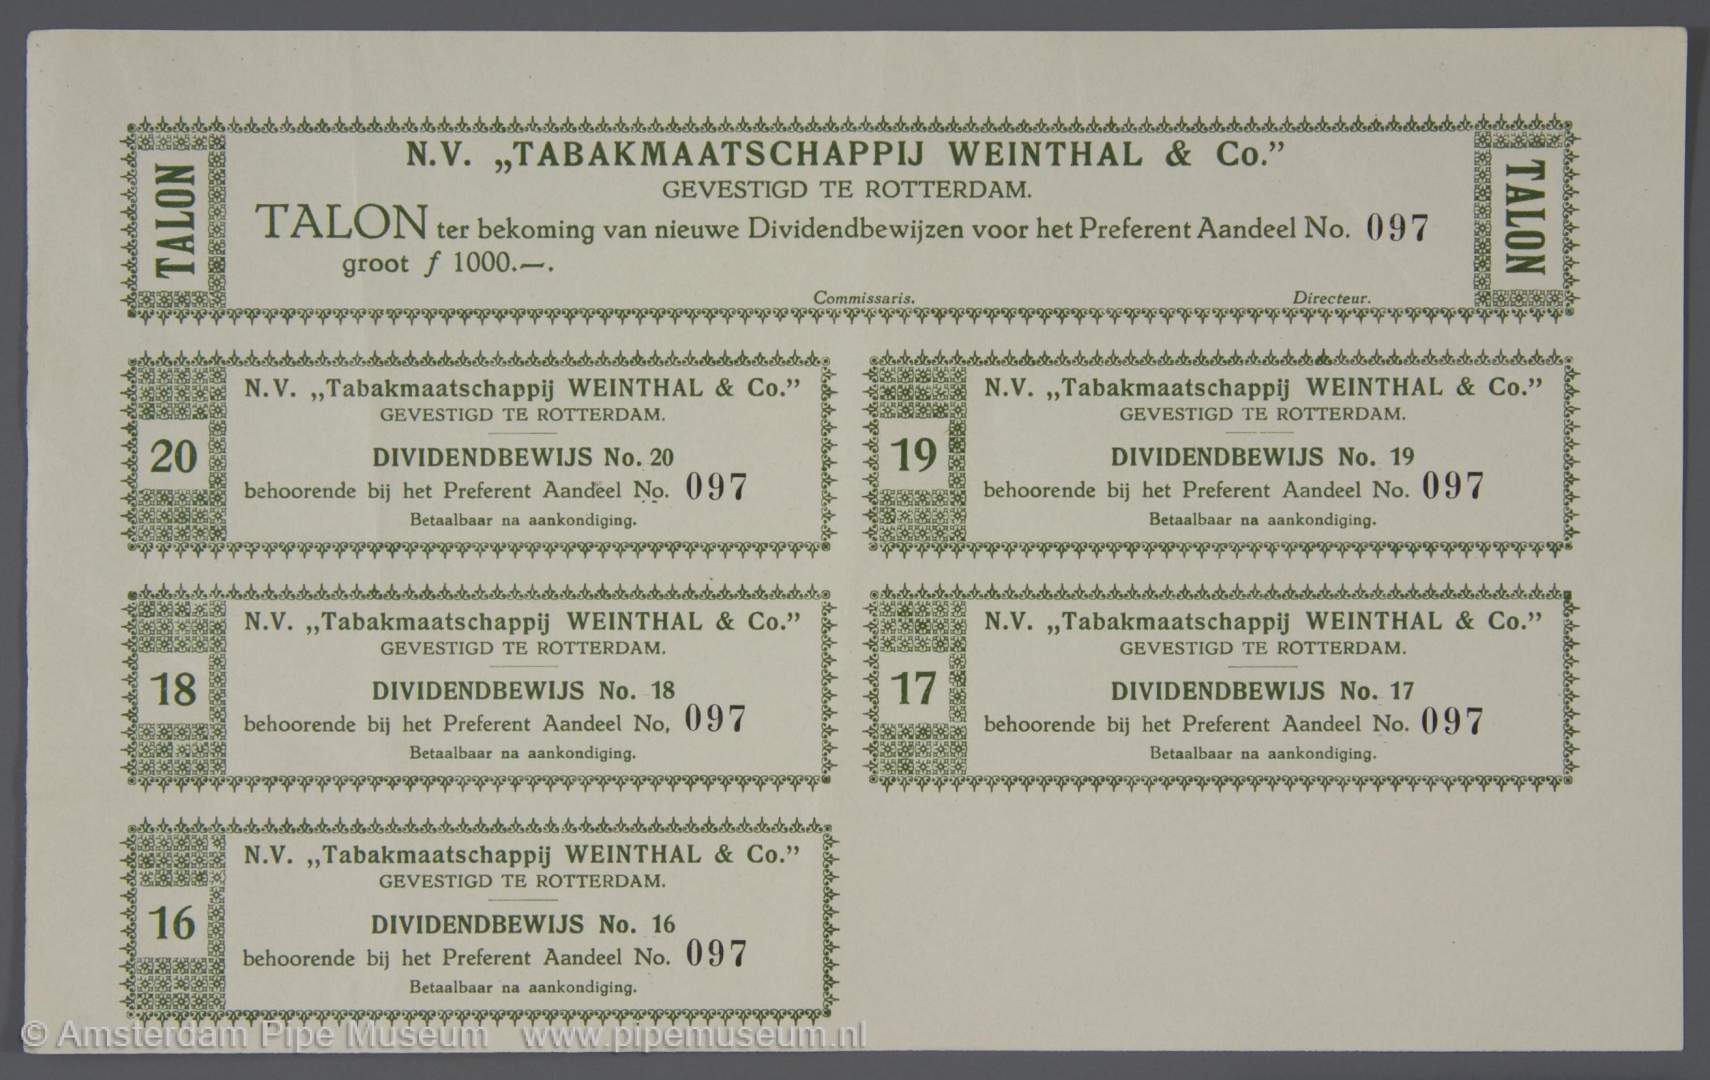 TALON
N.V. „TABAKMAATSCHAPPIJ WEINTHAL & Co.”
GEVESTIGD TE ROTTERDAM.
TALON ter bekoming van nieuwe Dividendbewijzen voor het Preferent Aandeel No. 097
groot f 1000.—.
Commissaris. Directeur.
TALON
20
N.V. „Tabakmaatschappij WEINTHAL & Co.”
GEVESTIGD TE ROTTERDAM.
DIVIDENDBEWIJS No. 20
behoorende bij het Preferent Aandeel No. 097
Betaalbaar na aankondiging.
19
N.V. „Tabakmaatschappij WEINTHAL & Co.”
GEVESTIGD TE ROTTERDAM.
DIVIDENDBEWIJS No. 19
behoorende bij het Preferent Aandeel No. 097
Betaalbaar na aankondiging.
18
N.V. „Tabakmaatschappij WEINTHAL & Co.”
GEVESTIGD TE ROTTERDAM.
DIVIDENDBEWIJS No. 18
behoorende bij het Preferent Aandeel No, 097
Betaalbaar na aankondiging.
17
N.V. „Tabakmaatschappij WEINTHAL & Co.”
GEVESTIGD TE ROTTERDAM.
DIVIDENDBEWIJS No. 17
behoorende bij het Preferent Aandeel No. 097
Betaalbaar na aankondiging.
16
N.V. „Tabakmaatschappij WEINTHAL & Co.”
GEVESTIGD TE ROTTERDAM.
DIVIDENDBEWIJS No. 16
behoorende bij het Preferent Aandeel No. 097
Betaalbaar na aankondiging.
© Amsterdam Pipe Museum www.pipemuseum.nl